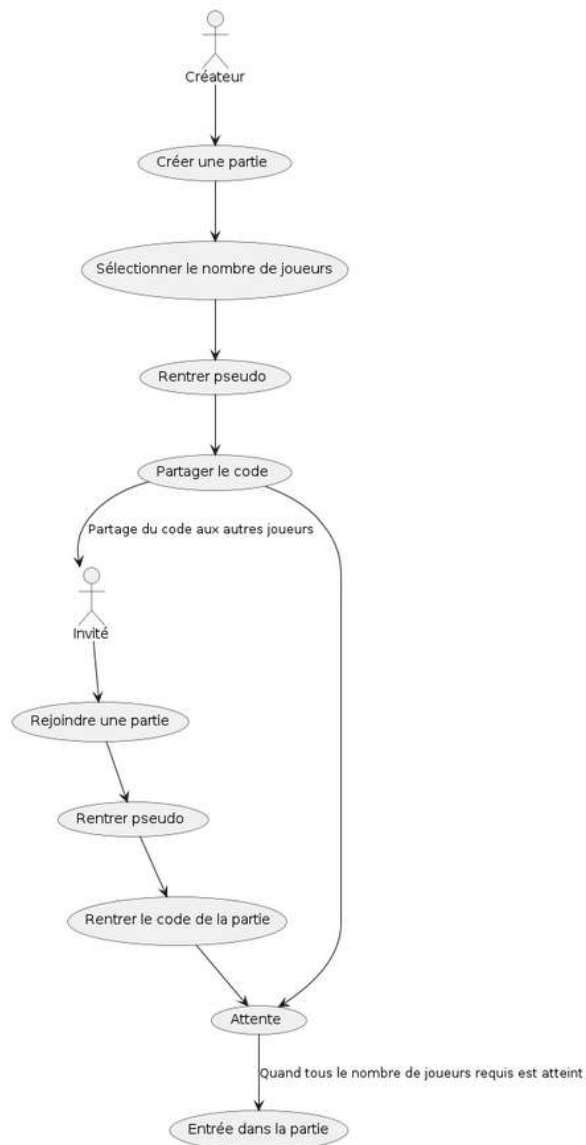 Créateur
Créer une partie
Sélectionner le nombre de joueurs
Rentrer pseudo
Partager le code
Partage du code aux autres joueurs
Invité
Rejoindre une partie
Rentrer pseudo
Rentrer le code de la partie
Attente
Quand tous le nombre de joueurs requis est atteint
Entrée dans la partie